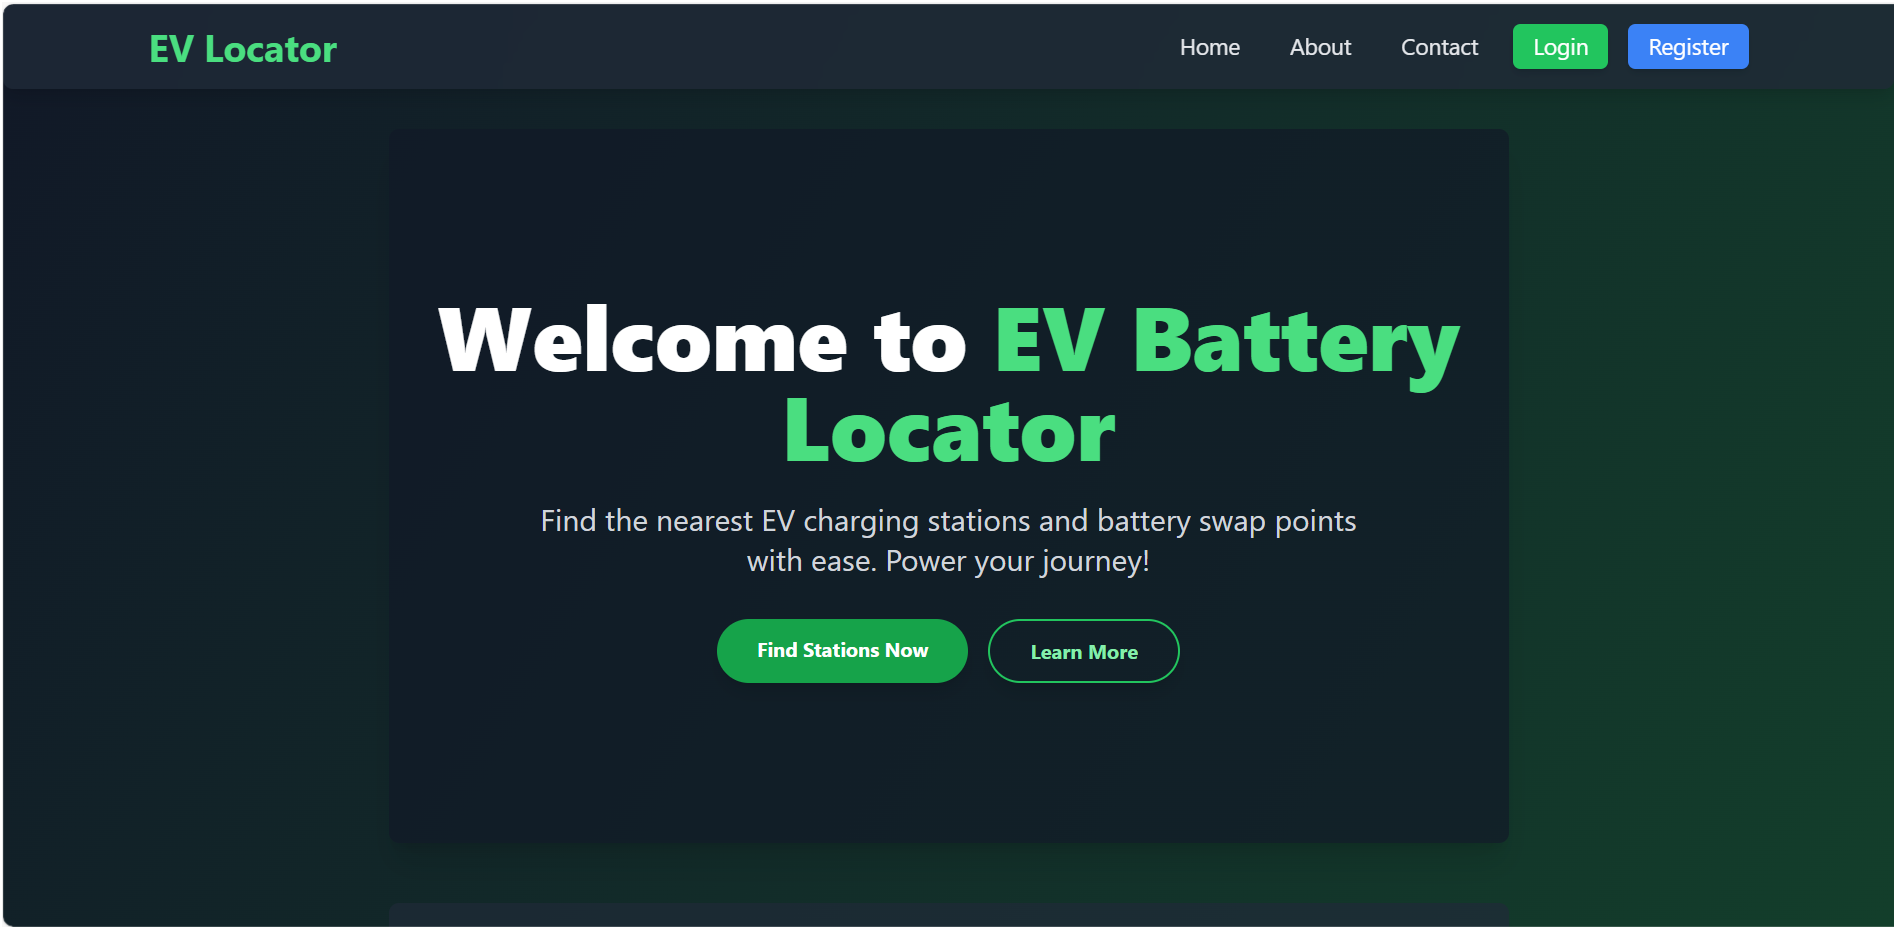 EV Locator
Home
About
Contact
Login
Register
Welcome to EV Battery
Locator
Find the nearest EV charging stations and battery swap points
with ease. Power your journey!
Find Stations Now
Learn More